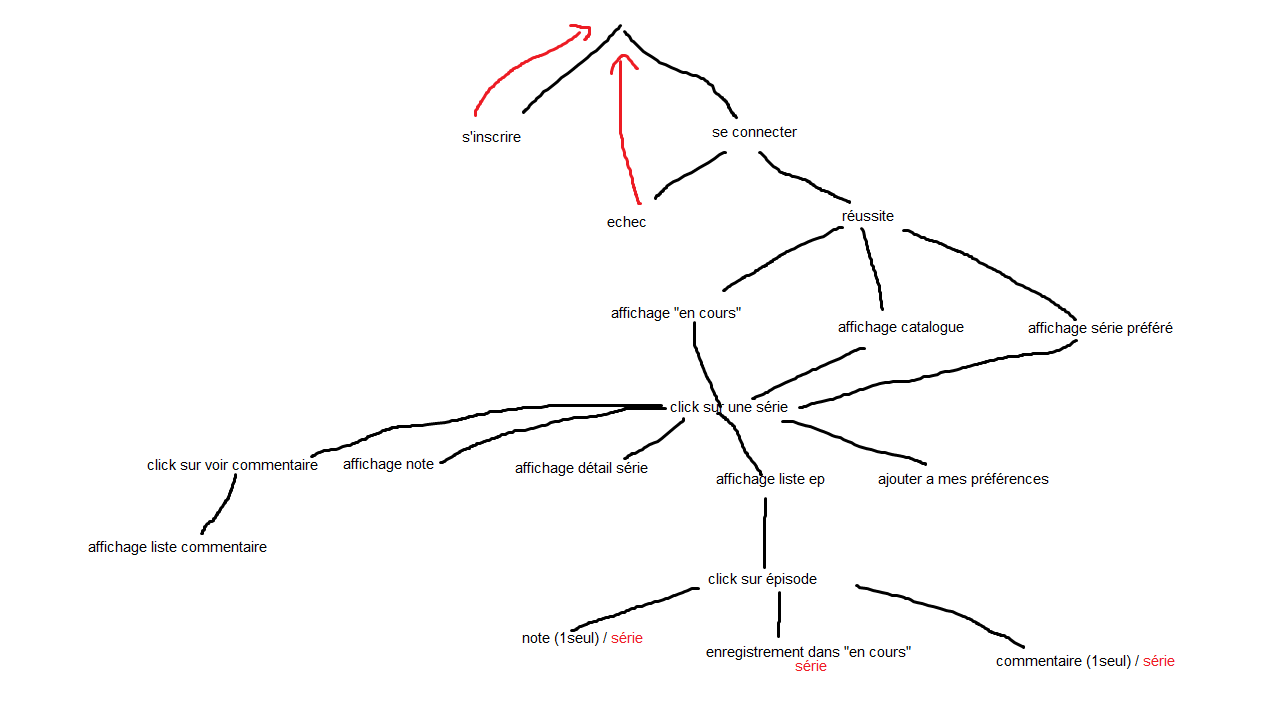 s'inscrire
se connecter
echec
réussite
affichage "en cours"
affichage catalogue
affichage série préféré
click sur une série
click sur voir commentaire
affichage note
affichage détail série
affichage liste ep
ajouter a mes préférences
affichage liste commentaire
click sur épisode
note (1seul) / série
enregistrement dans "en cours"
série
commentaire (1seul) / série